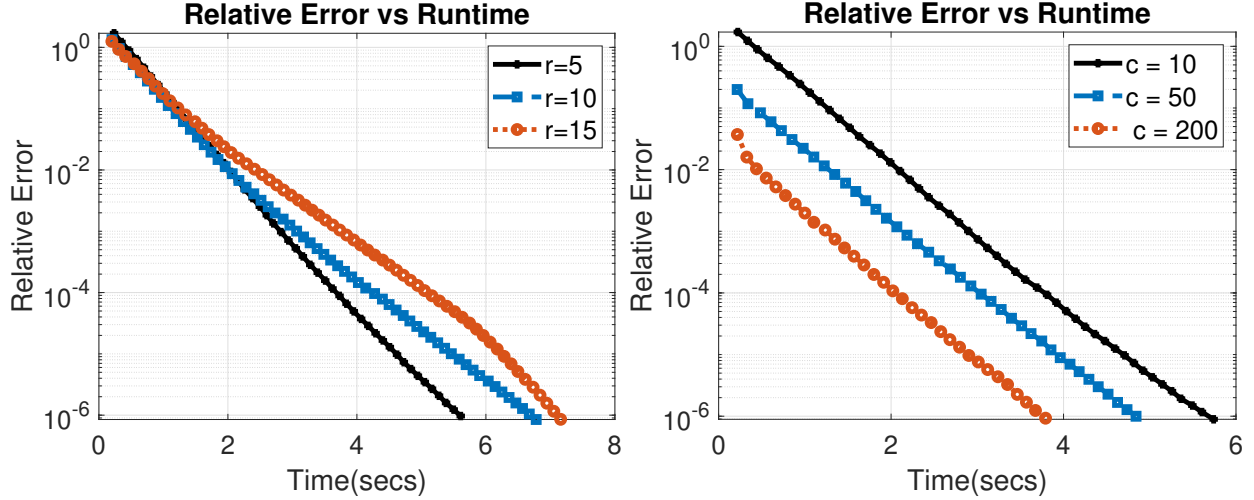 Relative Error vs Runtime
Relative Error
10^0
10^-2
10^-4
10^-6
r=5
r=10
r=15
0 2 4 6 8
Time(secs)
Relative Error vs Runtime
Relative Error
10^0
10^-2
10^-4
10^-6
c = 10
c = 50
c = 200
0 2 4 6
Time(secs)